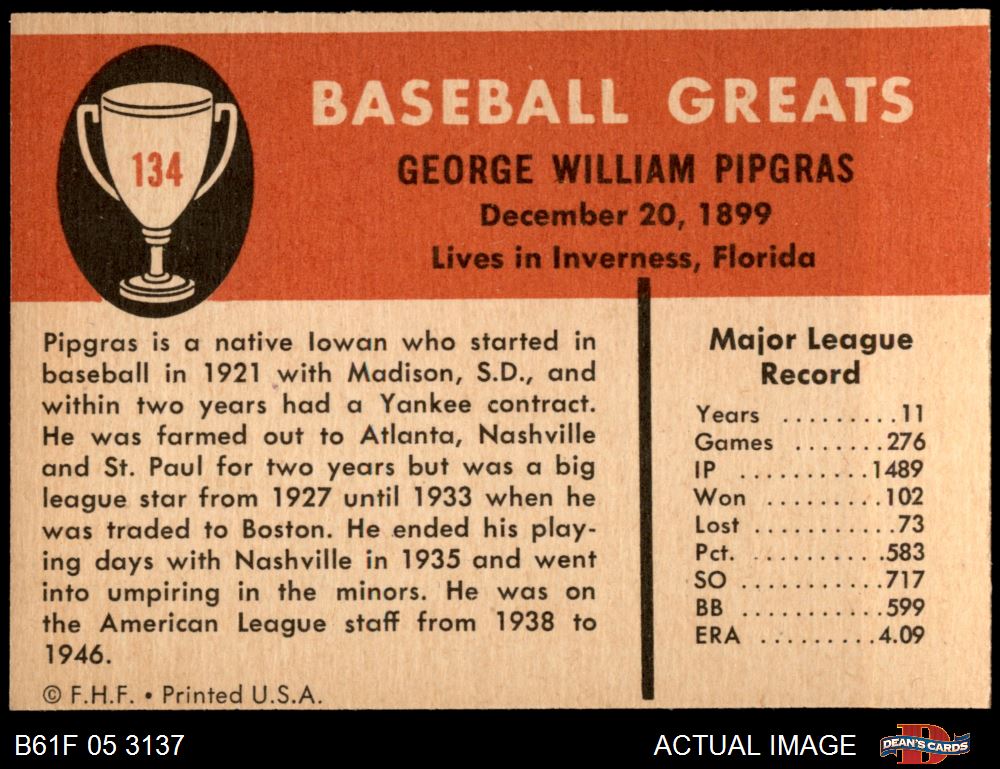 134
BASEBALL GREATS
GEORGE WILLIAM PIPGRAS
December 20, 1899
Lives in Inverness, Florida
Pipgras is a native Iowan who started in
baseball in 1921 with Madison, S.D., and
within two years had a Yankee contract.
He was farmed out to Atlanta, Nashville
and St. Paul for two years but was a big
league star from 1927 until 1933 when he
was traded to Boston. He ended his play-
ing days with Nashville in 1935 and went
into umpiring in the minors. He was on
the American League staff from 1938 to
1946.
© F.H.F. • Printed U.S.A.
Major League
Record
Years .........11
Games .......276
IP ..........1489
Won .........102
Lost ..........73
Pct. .........583
SO ..........717
BB ..........599
ERA .........4.09
B61F 05 3137
ACTUAL IMAGE
D
DEAN'S CARDS